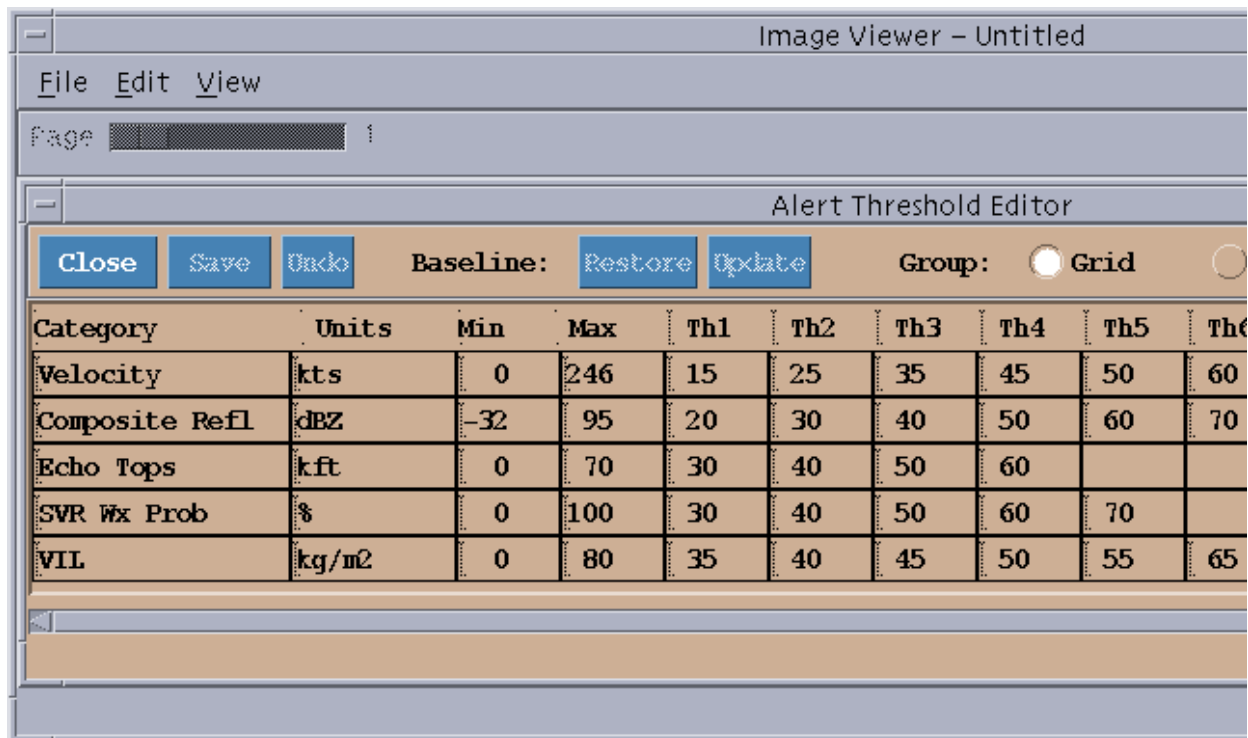 Image Viewer – Untitled
File Edit View
Page 1
Alert Threshold Editor
Close Save Undo Baseline: Restore Update Group: Grid
Category Units Min Max Th1 Th2 Th3 Th4 Th5 Th6
Velocity kts 0 246 15 25 35 45 50 60
Composite Refl dBZ -32 95 20 30 40 50 60 70
Echo Tops kft 0 70 30 40 50 60
SVR Wx Prob % 0 100 30 40 50 60 70
VIL kg/m2 0 80 35 40 45 50 55 65